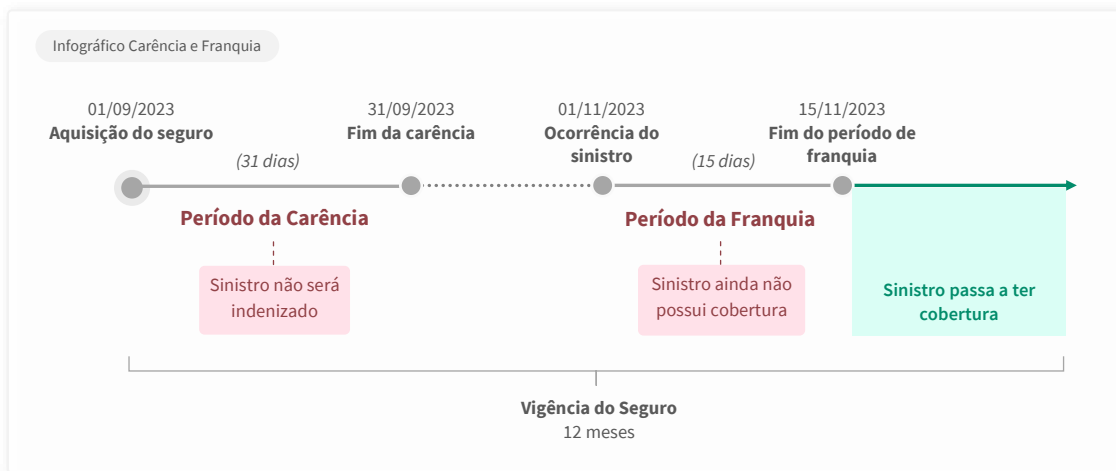 Infográfico Carência e Franquia
01/09/2023
Aquisição do seguro
31/09/2023
Fim da carência
01/11/2023
Ocorrência do
sinistro
15/11/2023
Fim do período de
franquia
(31 dias)
(15 dias)
Período da Carência
Período da Franquia
Sinistro não será
indenizado
Sinistro ainda não
possui cobertura
Sinistro passa a ter
cobertura
Vigência do Seguro
12 meses